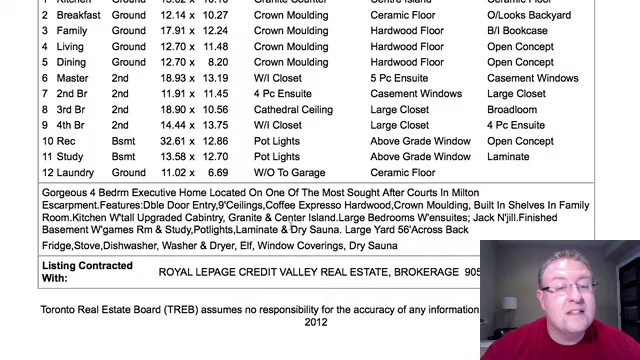 1 Kitchen Ground Granite Counter Centre Island Ceramic Floor
2 Breakfast Ground 12.14 x 10.27 Crown Moulding Ceramic Floor O/Looks Backyard
3 Family Ground 17.91 x 12.24 Crown Moulding Hardwood Floor B/I Bookcase
4 Living Ground 12.70 x 11.48 Crown Moulding Hardwood Floor Open Concept
5 Dining Ground 12.70 x 8.20 Crown Moulding Hardwood Floor Open Concept
6 Master 2nd 18.93 x 13.19 W/I Closet 5 Pc Ensuite Casement Windows
7 2nd Br 2nd 11.91 x 11.45 4 Pc Ensuite Casement Windows Large Closet
8 3rd Br 2nd 18.90 x 10.56 Cathedral Ceiling Large Closet Broadloom
9 4th Br 2nd 14.44 x 13.75 W/I Closet Large Closet 4 Pc Ensuite
10 Rec Bsmt 32.61 x 12.86 Pot Lights Above Grade Window Open Concept
11 Study Bsmt 13.58 x 12.70 Pot Lights Above Grade Window Laminate
12 Laundry Ground 11.02 x 6.69 W/O To Garage Ceramic Floor
Gorgeous 4 Bedrm Executive Home Located On One Of The Most Sought After Courts In Milton
Escarpment.Features:Dble Door Entry,9'Ceilings,Coffee Expresso Hardwood,Crown Moulding, Built In Shelves In Family
Room.Kitchen W'tall Upgraded Cabintry, Granite & Center Island.Large Bedrooms W'ensuites; Jack N'jill.Finished
Basement W'games Rm & Study,Potlights,Laminate & Dry Sauna. Large Yard 56'Across Back
Fridge,Stove,Dishwasher, Washer & Dryer, Elf, Window Coverings, Dry Sauna
Listing Contracted With: ROYAL LEPAGE CREDIT VALLEY REAL ESTATE, BROKERAGE 905
Toronto Real Estate Board (TREB) assumes no responsibility for the accuracy of any information
2012